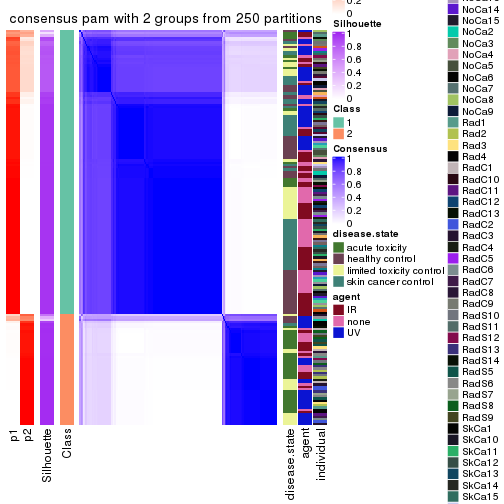 consensus pam with 2 groups from 250 partitions
p1
p2
Silhouette
Class
disease.state
agent
individual
0.2
0
Silhouette
1
0.8
0.6
0.4
0.2
0
Class
1
2
Consensus
1
0.8
0.6
0.4
0.2
0
disease.state
acute toxicity
healthy control
limited toxicity control
skin cancer control
agent
IR
none
UV
NoCa14
NoCa15
NoCa2
NoCa3
NoCa4
NoCa5
NoCa6
NoCa7
NoCa8
NoCa9
Rad1
Rad2
Rad3
Rad4
RadC1
RadC10
RadC11
RadC12
RadC13
RadC2
RadC3
RadC4
RadC5
RadC6
RadC7
RadC8
RadC9
RadS10
RadS11
RadS12
RadS13
RadS14
RadS5
RadS6
RadS7
RadS8
RadS9
SkCa1
SkCa10
SkCa11
SkCa12
SkCa13
SkCa14
SkCa15